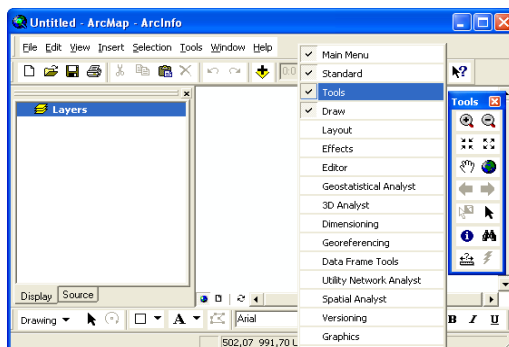 Untitled - ArcMap - ArcInfo
File Edit View Insert Selection Tools Window Help
Main Menu
Standard
Tools
Draw
Layout
Effects
Editor
Geostatistical Analyst
3D Analyst
Dimensioning
Georeferencing
Data Frame Tools
Utility Network Analyst
Spatial Analyst
Versioning
Graphics
Tools
Layers
Display Source
Drawing A Arial B I U
502,07 991,70 U